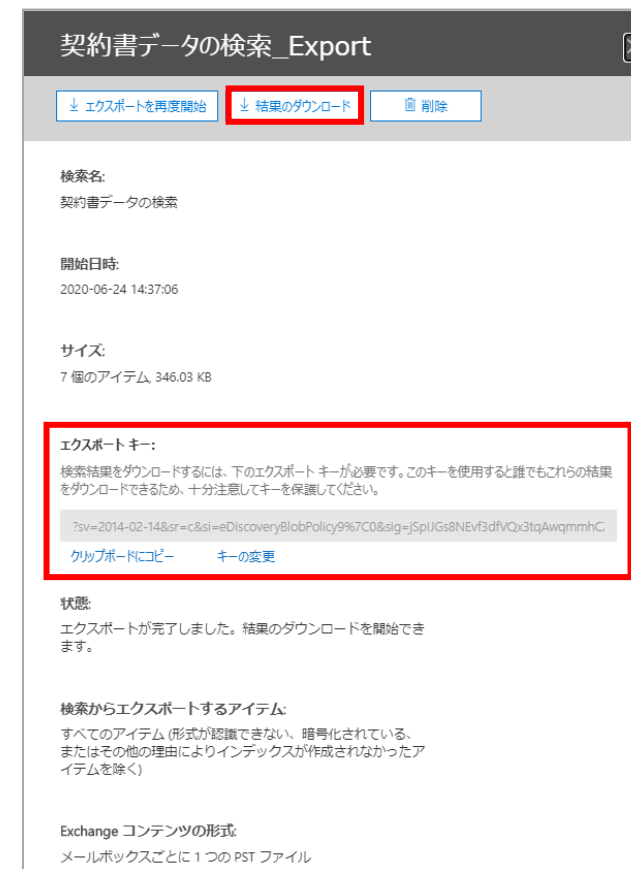 契約書データの検索_Export
エクスポートを再度開始
結果のダウンロード
削除
検索名:
契約書データの検索
開始日時:
2020-06-24 14:37:06
サイズ:
7 個のアイテム, 346.03 KB
エクスポート キー:
検索結果をダウンロードするには、下のエクスポート キーが必要です。このキーを使用すると誰でもこれらの結果
をダウンロードできるため、十分注意してキーを保護してください。
?sv=2014-02-14&sr=c&si=eDiscoveryBlobPolicy9%7C0&sig=jSpIJGs8NEvf3dfVQx3tqAwqmmhC
クリップボードにコピー
キーの変更
状態:
エクスポートが完了しました。結果のダウンロードを開始でき
ます。
検索からエクスポートするアイテム:
すべてのアイテム (形式が認識できない、暗号化されている、
またはその他の理由によりインデックスが作成されなかったア
イテムを除く)
Exchange コンテンツの形式:
メールボックスごとに 1 つの PST ファイル